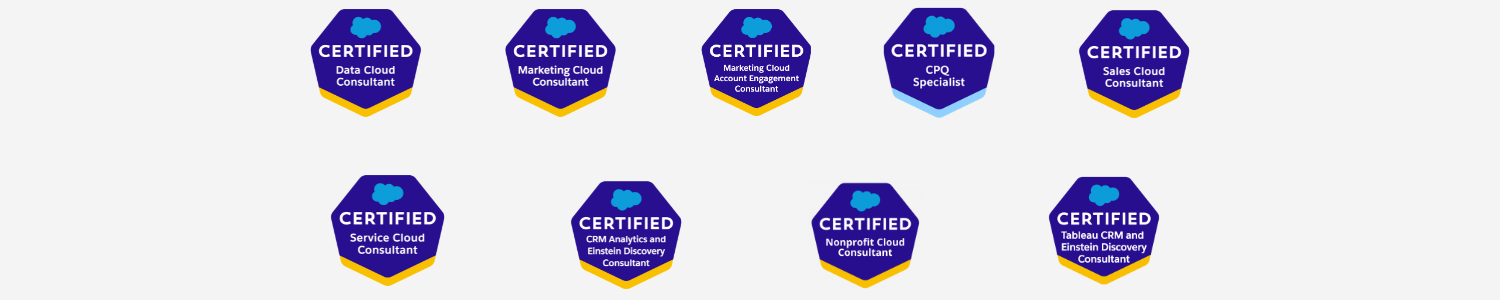 CERTIFIED
Data Cloud
Consultant
CERTIFIED
Marketing Cloud
Consultant
CERTIFIED
Marketing Cloud
Account Engagement
Consultant
CERTIFIED
CPQ
Specialist
CERTIFIED
Sales Cloud
Consultant
CERTIFIED
Service Cloud
Consultant
CERTIFIED
CRM Analytics and
Einstein Discovery
Consultant
CERTIFIED
Nonprofit Cloud
Consultant
CERTIFIED
Tableau CRM and
Einstein Discovery
Consultant